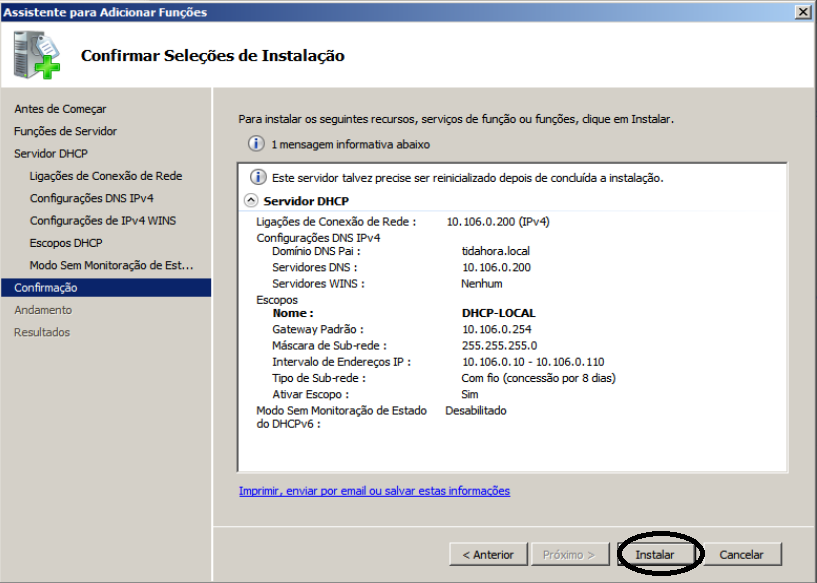 Assistente para Adicionar Funções
Confirmar Seleções de Instalação
Antes de Começar
Funções de Servidor
Servidor DHCP
Ligações de Conexão de Rede
Configurações DNS IPv4
Configurações de IPv4 WINS
Escopos DHCP
Modo Sem Monitoração de Est...
Confirmação
Andamento
Resultados
Para instalar os seguintes recursos, serviços de função ou funções, clique em Instalar.
1 mensagem informativa abaixo
Este servidor talvez precise ser reinicializado depois de concluída a instalação.
Servidor DHCP
Ligações de Conexão de Rede : 10.106.0.200 (IPv4)
Configurações DNS IPv4
Domínio DNS Pai : tidahora.local
Servidores DNS : 10.106.0.200
Servidores WINS : Nenhum
Escopos
Nome : DHCP-LOCAL
Gateway Padrão : 10.106.0.254
Máscara de Sub-rede : 255.255.255.0
Intervalo de Endereços IP : 10.106.0.10 - 10.106.0.110
Tipo de Sub-rede : Com fio (concessão por 8 dias)
Ativar Escopo : Sim
Modo Sem Monitoração de Estado Desabilitado
do DHCPv6 :
Imprimir, enviar por email ou salvar estas informações
< Anterior Próximo > Instalar Cancelar